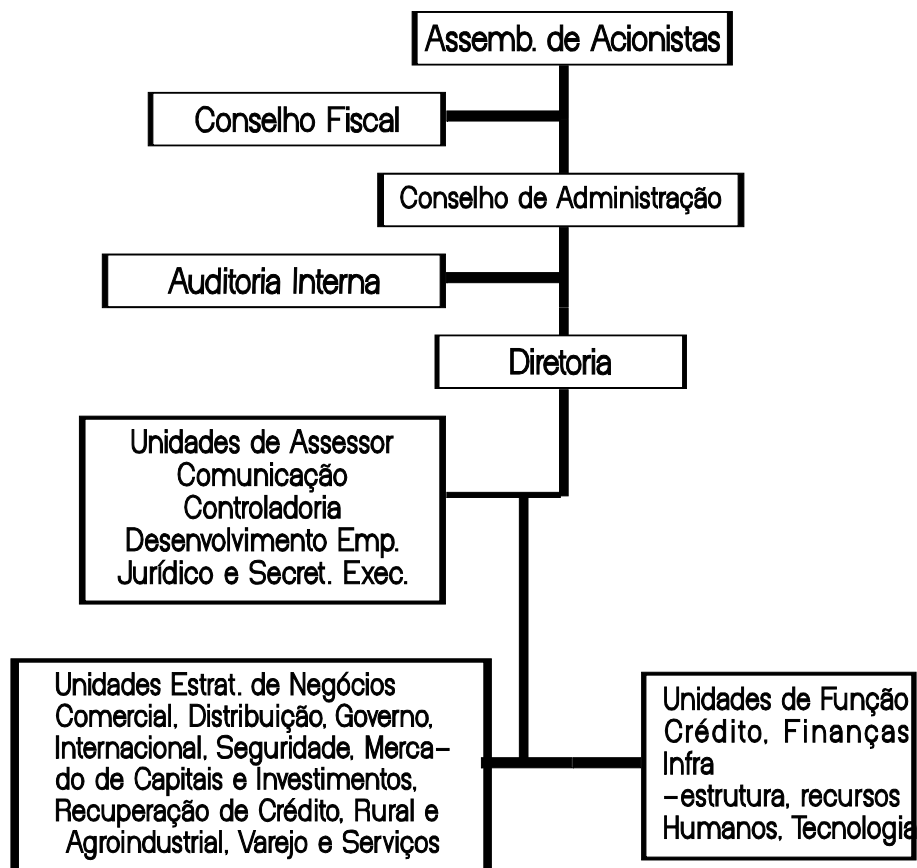 Assemb. de Acionistas
Conselho Fiscal
Conselho de Administração
Auditoria Interna
Diretoria
Unidades de Assessor
Comunicação
Controladoria
Desenvolvimento Emp.
Jurídico e Secret. Exec.
Unidades Estrat. de Negócios
Comercial, Distribuição, Governo,
Internacional, Seguridade, Merca-
do de Capitais e Investimentos,
Recuperação de Crédito, Rural e
Agroindustrial, Varejo e Serviços
Unidades de Função
Crédito, Finanças
Infra
-estrutura, recursos
Humanos, Tecnologia